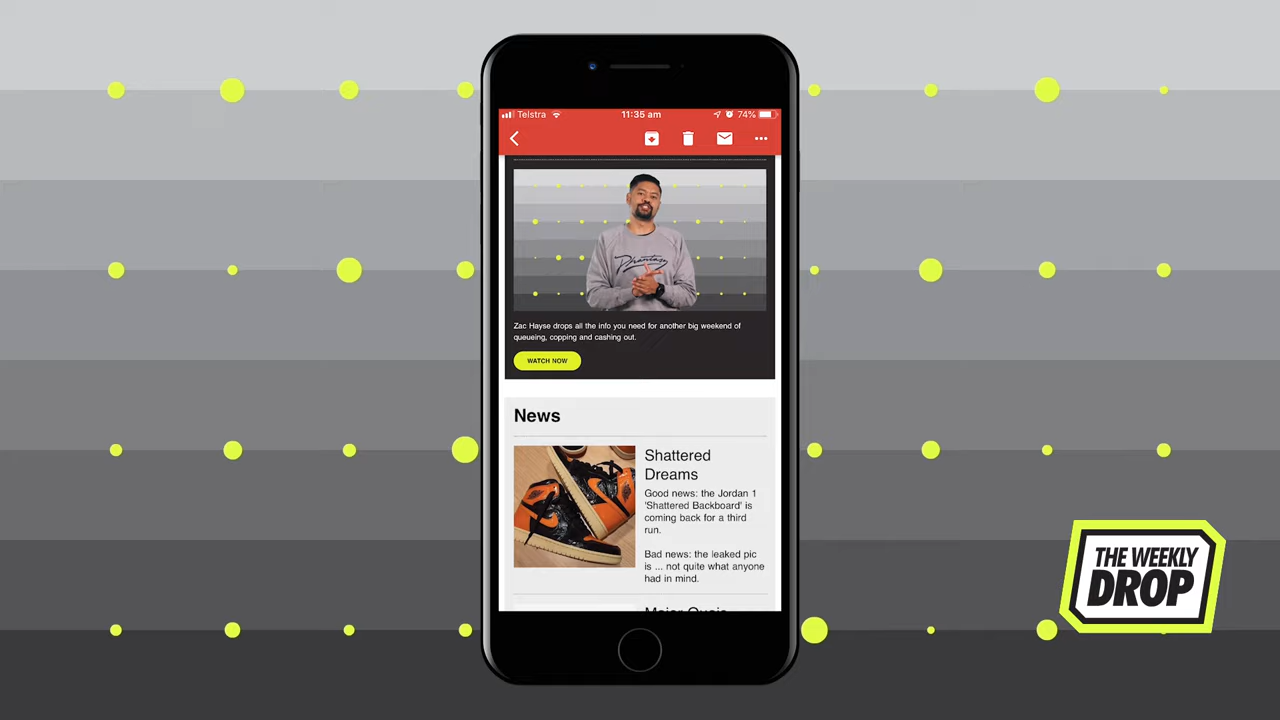 Telstra
11:35 am
74%
Phantasy
Zac Hayse drops all the info you need for another big weekend of
queueing, copping and cashing out.
WATCH NOW
News
Shattered
Dreams
Good news: the Jordan 1
'Shattered Backboard' is
coming back for a third
run.
Bad news: the leaked pic
is ... not quite what anyone
had in mind.
THE WEEKLY
DROP